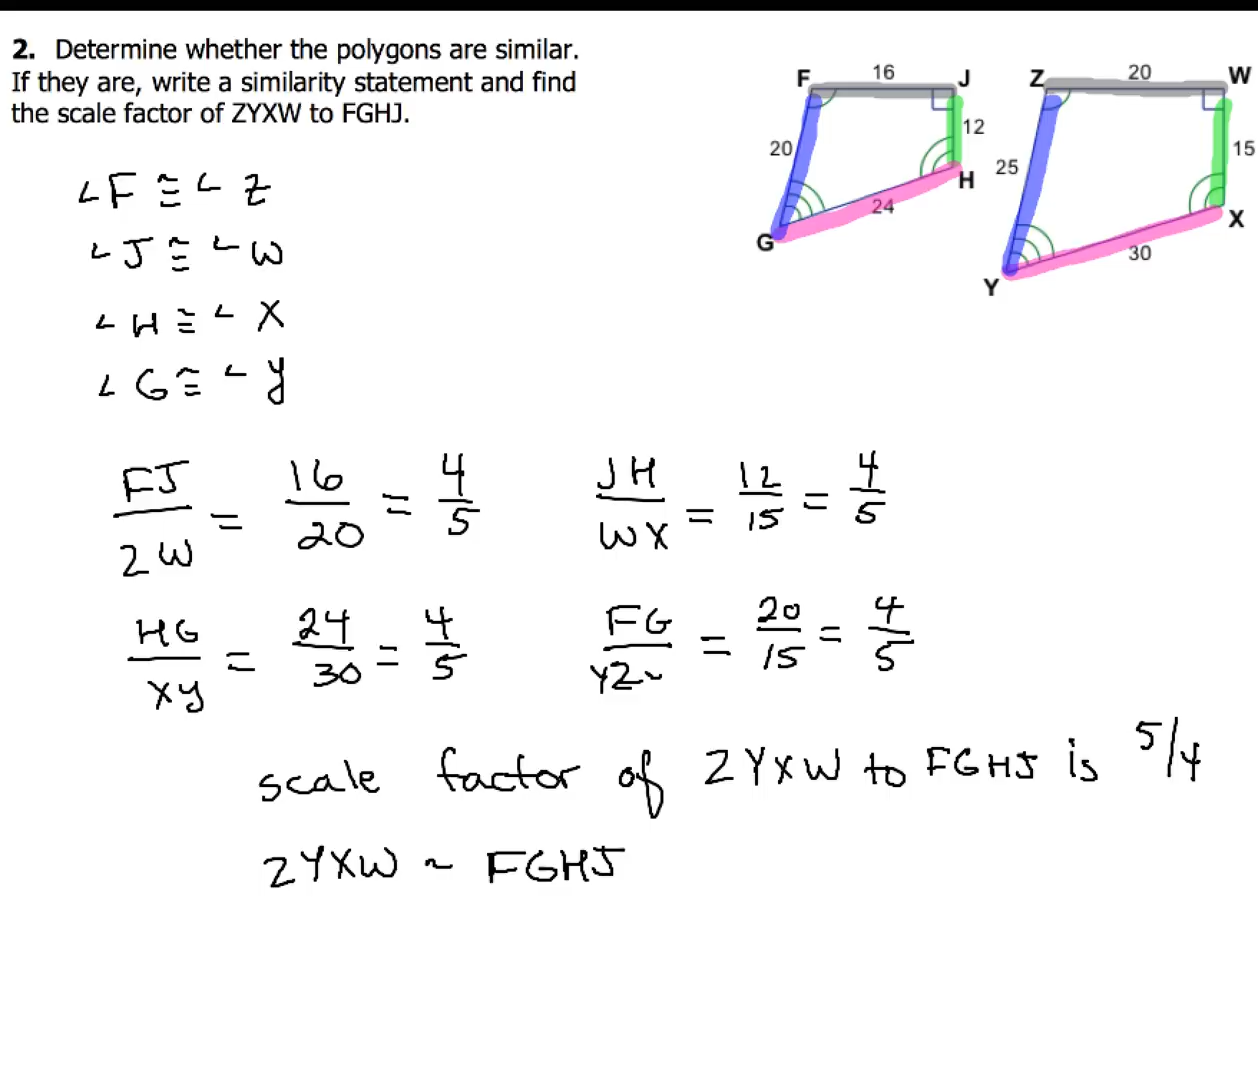 2. Determine whether the polygons are similar.
If they are, write a similarity statement and find
the scale factor of ZYXW to FGHJ.
F 16 J Z 20 W
20 12 25 15
G 24 H Y 30 X
∠F ≅ ∠Z
∠J ≅ ∠W
∠H ≅ ∠X
∠G ≅ ∠Y
FJ/ZW = 16/20 = 4/5 JH/WX = 12/15 = 4/5
HG/XY = 24/30 = 4/5 FG/YZ = 20/15 = 4/5
scale factor of ZYXW to FGHJ is 5/4
ZYXW ~ FGHJ